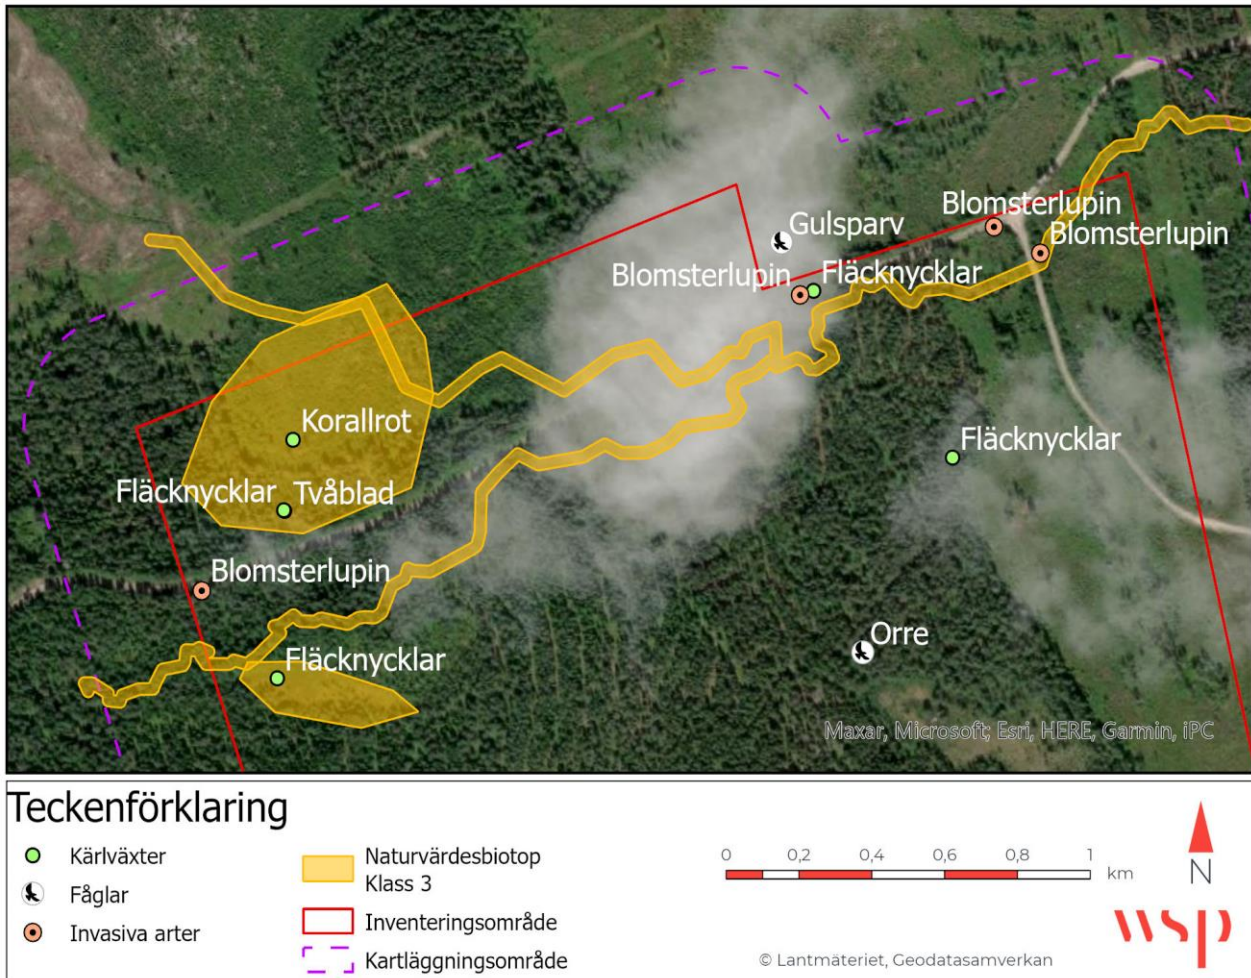 Gulsparv
Blomsterlupin
Blomsterlupin
Blomsterlupin
Fläcknycklar
Korallrot
Fläcknycklar
Fläcknycklar
Tvåblad
Blomsterlupin
Orre
Fläcknycklar
Maxar, Microsoft; Esri, HERE, Garmin, iPC
Teckenförklaring
Kärlväxter
Fåglar
Invasiva arter
Naturvärdesbiotop
Klass 3
Inventeringsområde
Kartläggningsområde
0 0,2 0,4 0,6 0,8 1
km
N
wsp
© Lantmäteriet, Geodatasamverkan